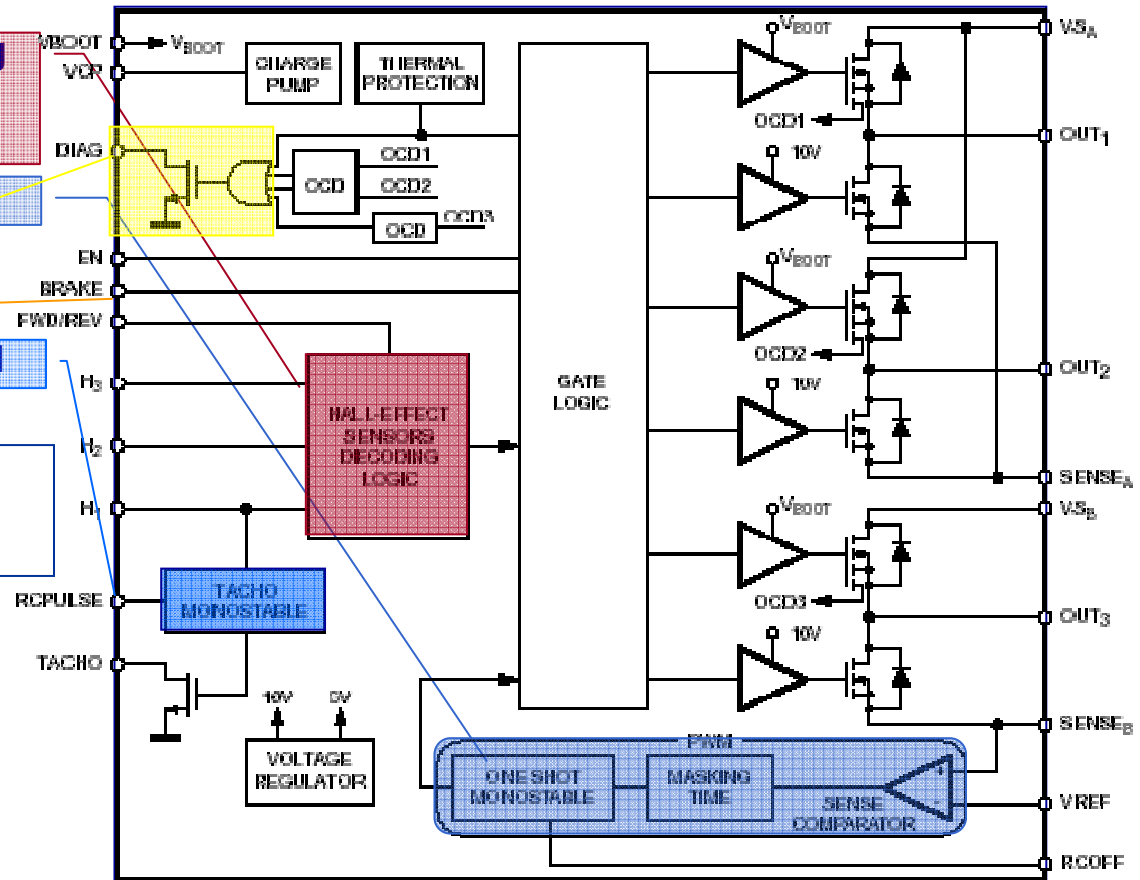 VBOOT
VBOOT
VCP
CHARGE
PUMP
THERMAL
PROTECTION
DIAG
OCD
OCD1
OCD2
OCD
OCD3
EN
BRAKE
FWD/REV
H3
H2
H1
HALL-EFFECT
SENSORS
DECODING
LOGIC
RCPULSE
TACHO
MONOSTABLE
TACHO
10V
5V
VOLTAGE
REGULATOR
GATE
LOGIC
VBOOT
OCD1
10V
VBOOT
OCD2
10V
VBOOT
OCD3
10V
PWM
ONE SHOT
MONOSTABLE
MASKING
TIME
SENSE
COMPARATOR
+
-
VSA
OUT1
OUT2
SENSEA
VSB
OUT3
SENSEB
VREF
RCOFF